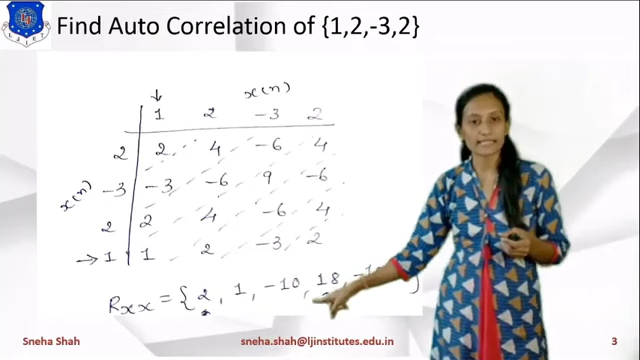 Find Auto Correlation of {1,2,-3,2}
x(n)
↓
1 2 -3 2
2 2 4 -6 4
-3 -3 -6 9 -6
x(n)
2 2 4 -6 4
→1 1 2 -3 2
Rxx = { 2, 1, -10, 18, -1
Sneha Shah sneha.shah@ljinstitutes.edu.in 3